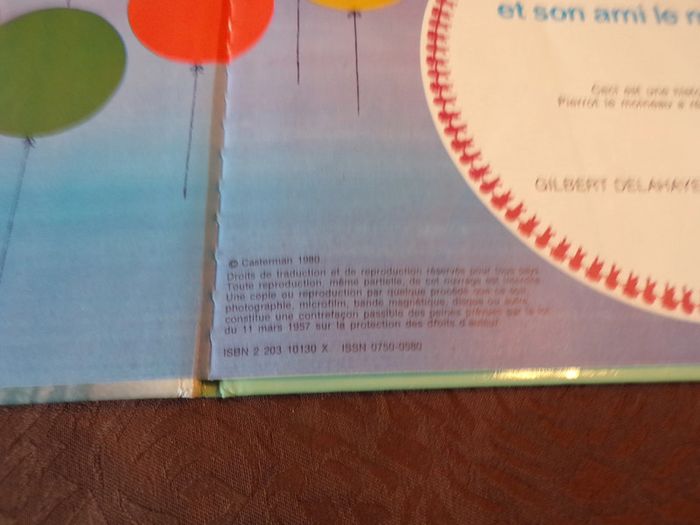 et son ami le
Ceci est une
Pierrot le moineau a
GILBERT DELAHAYE
© Casterman 1980
Droits de traduction et de reproduction réservés pour tous pays.
Toute reproduction, même partielle, de cet ouvrage est interdite.
Une copie ou reproduction par quelque procédé que ce soit,
photographie, microfilm, bande magnétique, disque ou autre,
constitue une contrefaçon passible des peines prévues par la loi
du 11 mars 1957 sur la protection des droits d'auteur.
ISBN 2 203 10130 X ISSN 0750-0580